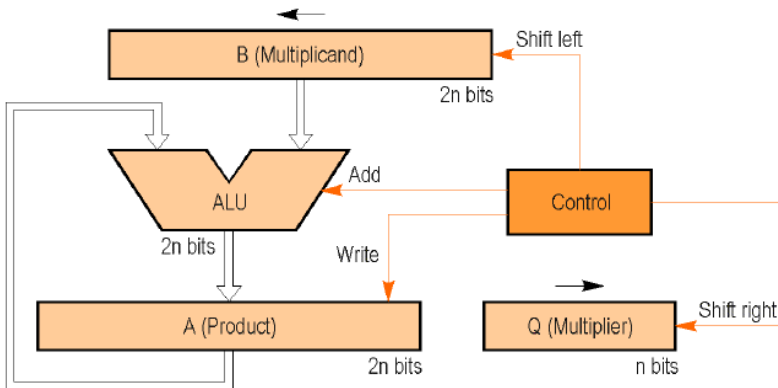 B (Multiplicand)
Shift left
2n bits
ALU
Add
Control
2n bits
Write
A (Product)
Q (Multiplier)
Shift right
2n bits
n bits